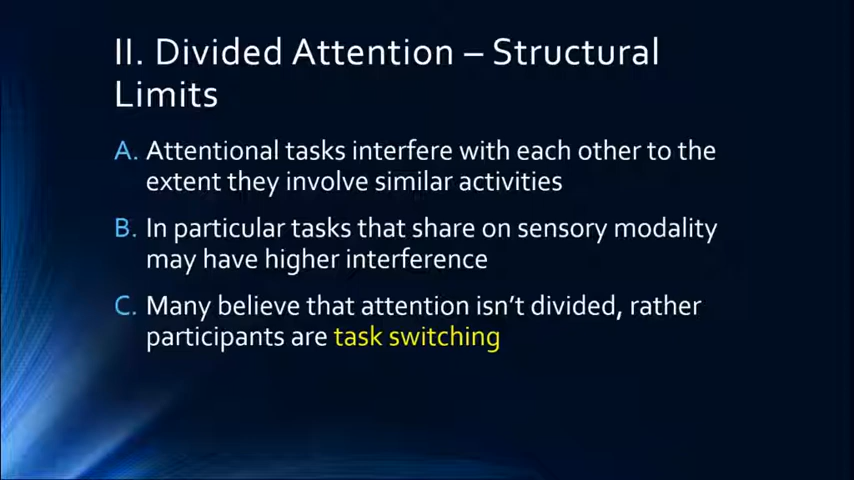 II. Divided Attention – Structural
Limits
A. Attentional tasks interfere with each other to the
extent they involve similar activities
B. In particular tasks that share on sensory modality
may have higher interference
C. Many believe that attention isn't divided, rather
participants are task switching